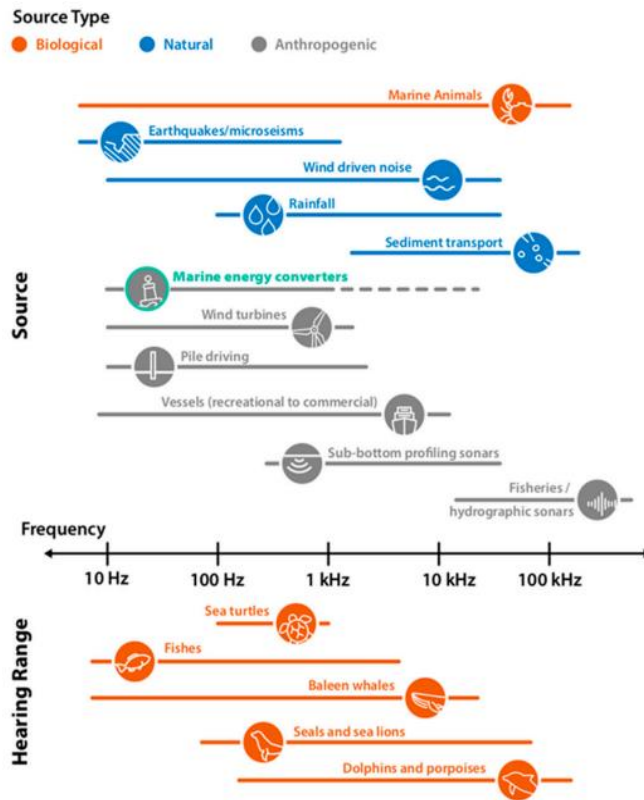 Source Type
Biological Natural Anthropogenic
Marine Animals
Earthquakes/microseisms
Wind driven noise
Rainfall
Sediment transport
Marine energy converters
Wind turbines
Pile driving
Vessels (recreational to commercial)
Sub-bottom profiling sonars
Fisheries /
hydrographic sonars
Source
Frequency
10 Hz 100 Hz 1 kHz 10 kHz 100 kHz
Sea turtles
Fishes
Baleen whales
Seals and sea lions
Dolphins and porpoises
Hearing Range